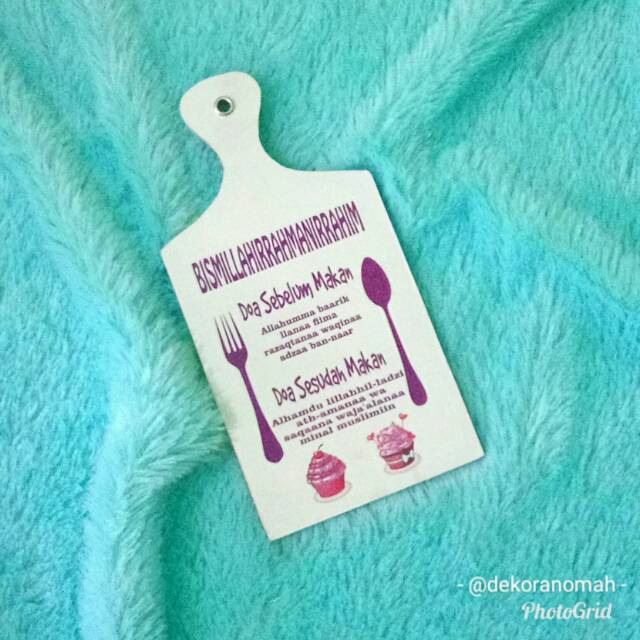 BISMILLAHIRRAHMANIRRAHIM
Doa Sebelum Makan
Allahumma baarik
llanaa fiima
razaqtanaa waqinaa
adzaa ban-naar
Doa Sesudah Makan
Alhamdu lillahhil-ladzi
ath-amanaa wa
saqaana waja'alanaa
minal muslimiin
- @dekoranomah -
PhotoGrid